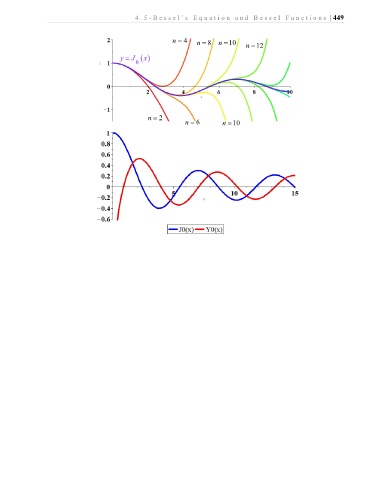 4.5-Bessel's Equation and Bessel Functions | 449
n = 4
n = 8
n = 10
n = 12
y = J₀(x)
2
1
0
−1
2
4
6
8
10
n = 2
n = 6
n = 10
1
0.8
0.6
0.4
0.2
0
−0.2
−0.4
−0.6
5
10
15
J0(x) Y0(x)